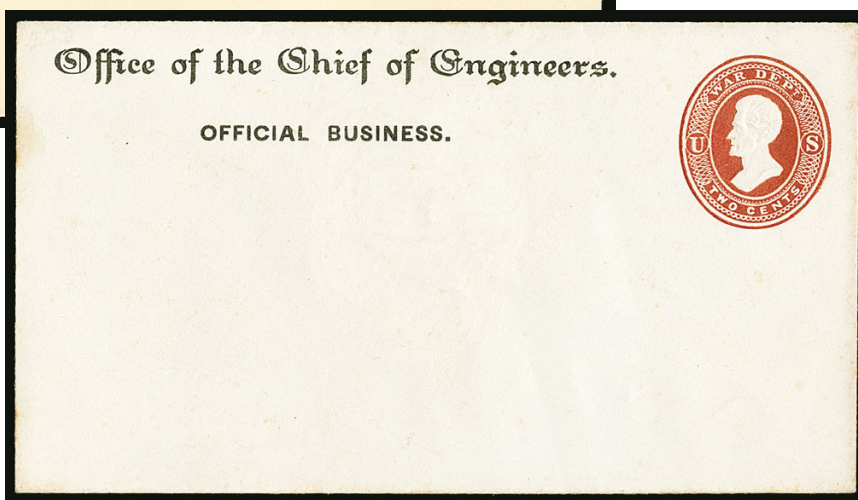 Office of the Chief of Engineers.
OFFICIAL BUSINESS.
WAR DEPT.
U S
TWO CENTS